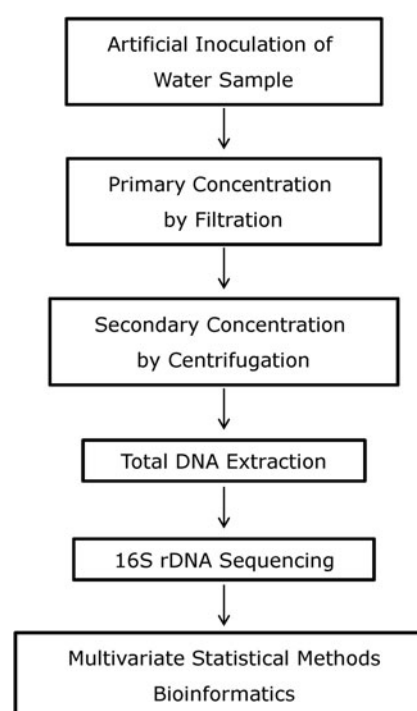 Artificial Inoculation of
Water Sample
Primary Concentration
by Filtration
Secondary Concentration
by Centrifugation
Total DNA Extraction
16S rDNA Sequencing
Multivariate Statistical Methods
Bioinformatics